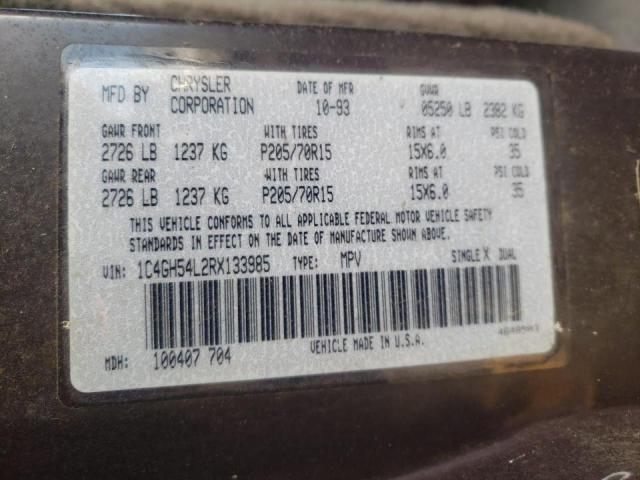 MFD BY CHRYSLER CORPORATION DATE OF MFR 10-93 GVWR 05250 LB 2382 KG
GAWR FRONT WITH TIRES RIMS AT PSI COLD
2726 LB 1237 KG P205/70R15 15X6.0 35
GAWR REAR WITH TIRES RIMS AT PSI COLD
2726 LB 1237 KG P205/70R15 15X6.0 35
THIS VEHICLE CONFORMS TO ALL APPLICABLE FEDERAL MOTOR VEHICLE SAFETY
STANDARDS IN EFFECT ON THE DATE OF MANUFACTURE SHOWN ABOVE.
VIN: 1C4GH54L2RX133985 TYPE: MPV SINGLE X DUAL
MDH: 100407 704 VEHICLE MADE IN U.S.A.